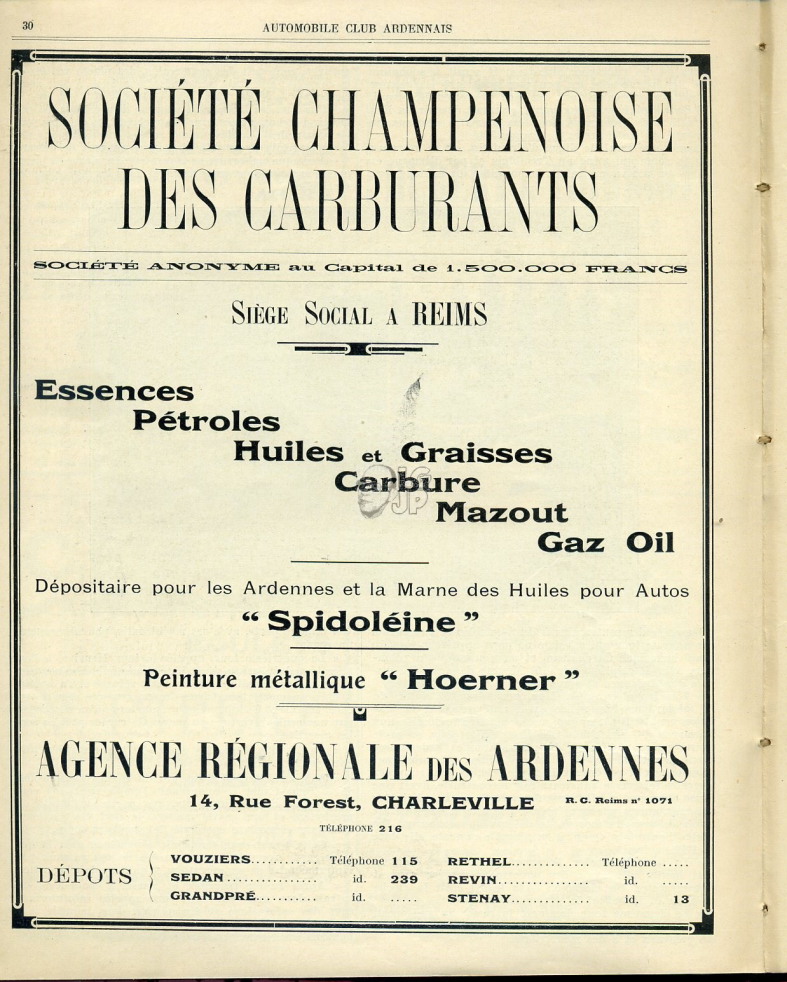 30
AUTOMOBILE CLUB ARDENNAIS
SOCIÉTÉ CHAMPENOISE
DES CARBURANTS
SOCIÉTÉ ANONYME au Capital de 1.500.000 FRANCS
SIÈGE SOCIAL A REIMS
Essences
Pétroles
Huiles et Graisses
Carbure
JGJP
Mazout
Gaz Oil
Dépositaire pour les Ardennes et la Marne des Huiles pour Autos
“ Spidoléine ”
Peinture métallique “ Hoerner ”
AGENCE RÉGIONALE DES ARDENNES
14, Rue Forest, CHARLEVILLE R. C. Reims n° 1071
TÉLÉPHONE 216
DÉPOTS
VOUZIERS........... Téléphone 115
SEDAN............... id. 239
GRANDPRÉ.......... id. .....
RETHEL............. Téléphone .....
REVIN............... id. .....
STENAY............. id. 13